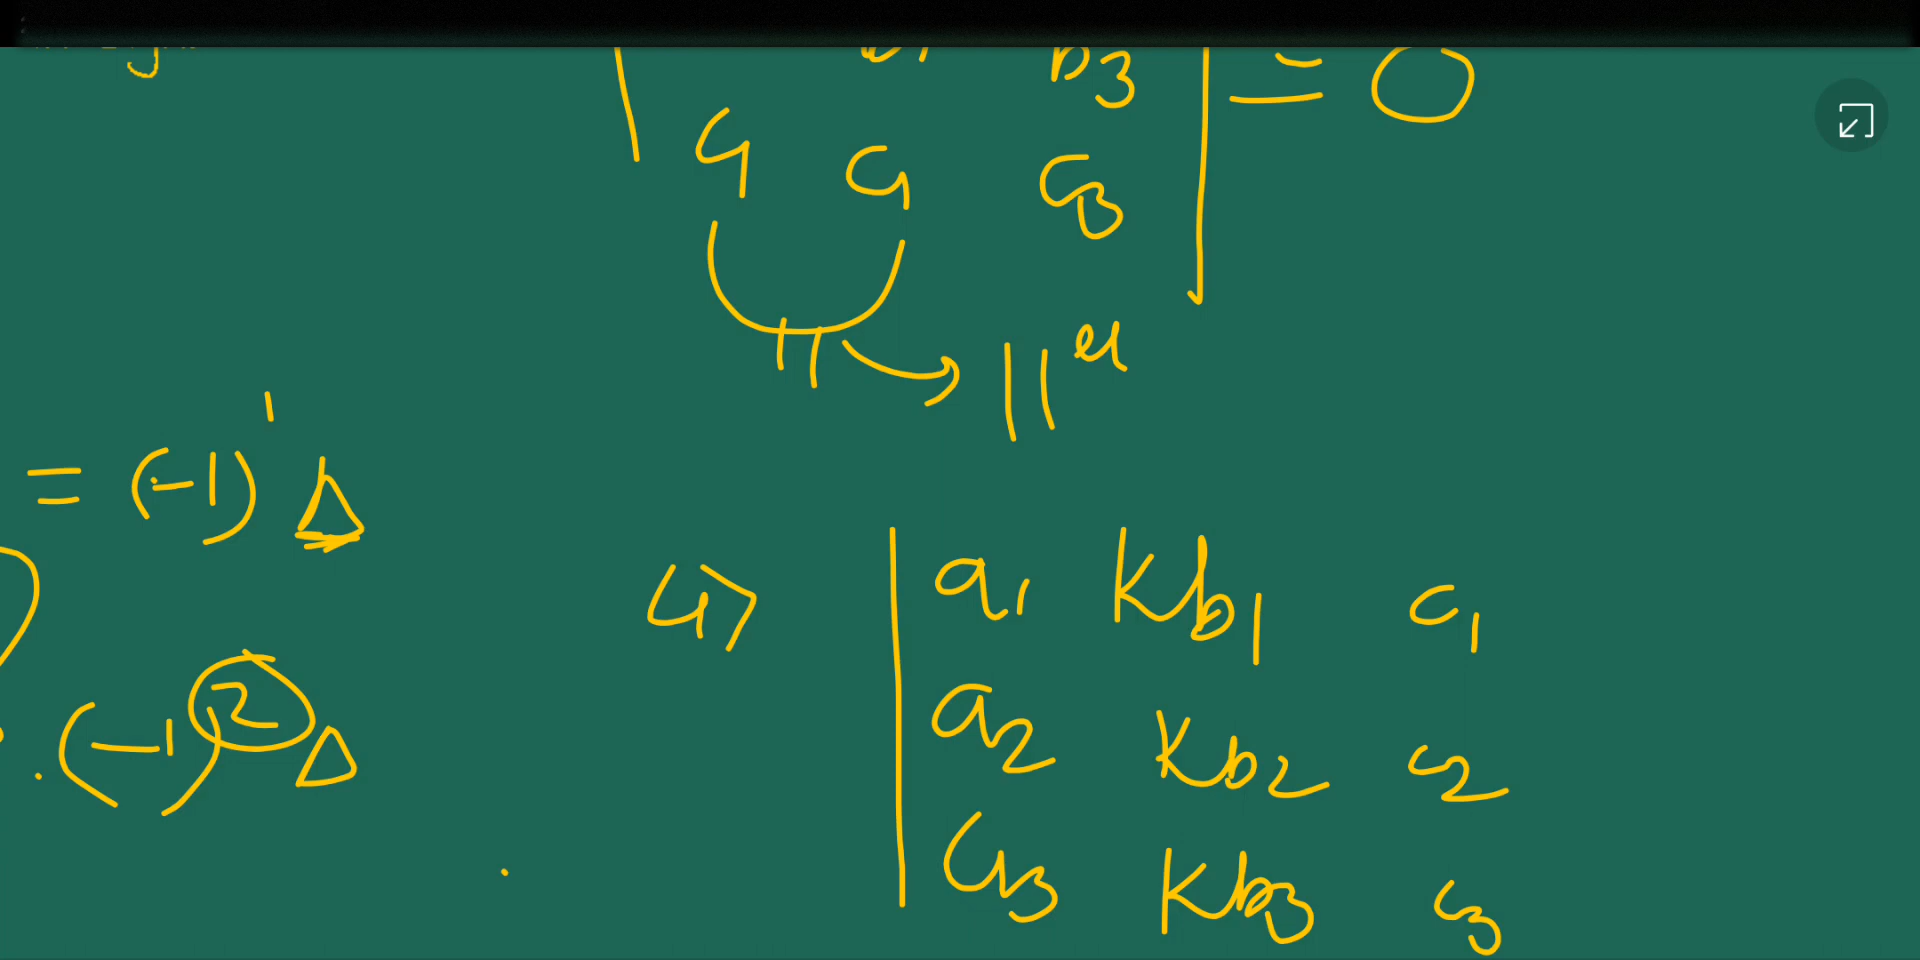 b3 | = 0
c1 c1 c3
|| → ||el
= (-1)¹ Δ
(-1)² Δ
4> | a1 Kb1 c1
a2 Kb2 c2
a3 Kb3 c3